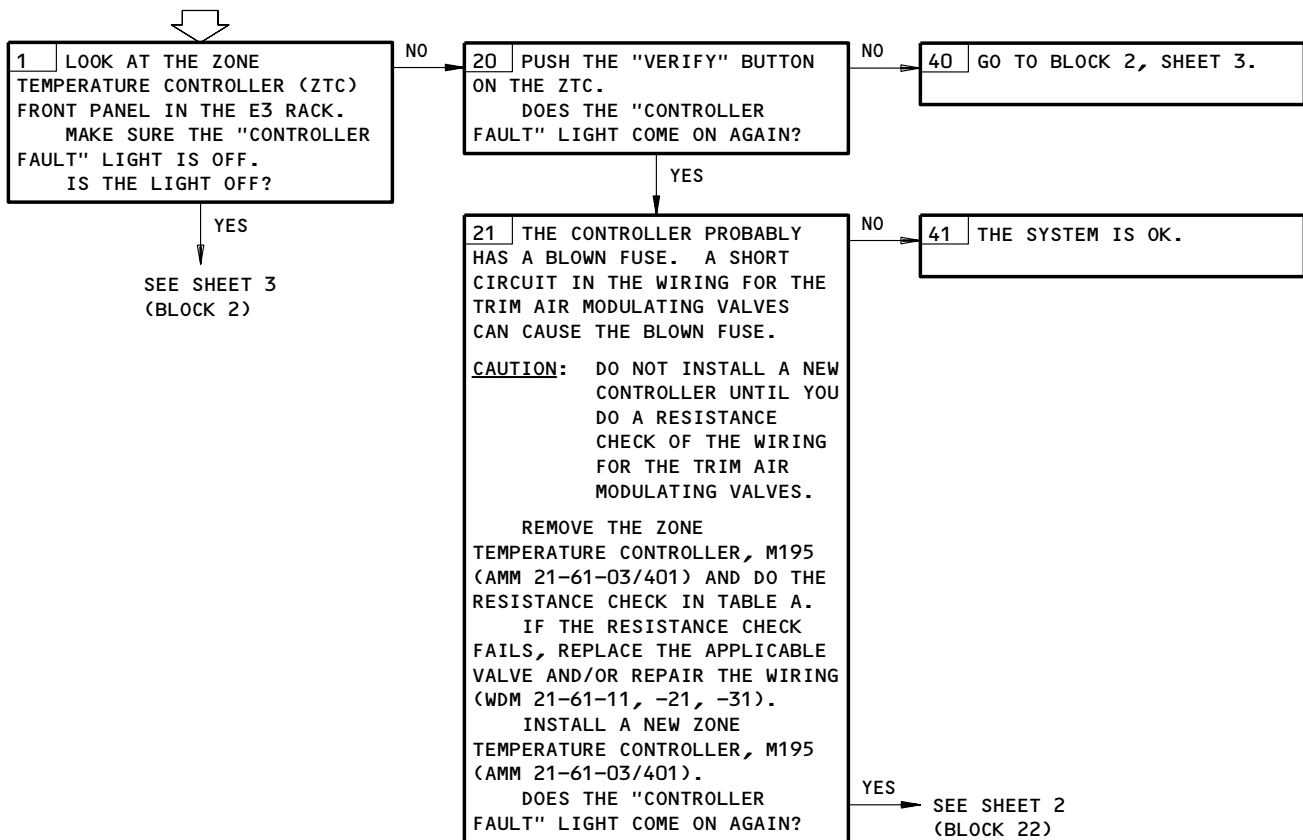 1 LOOK AT THE ZONE
TEMPERATURE CONTROLLER (ZTC)
FRONT PANEL IN THE E3 RACK.
MAKE SURE THE "CONTROLLER
FAULT" LIGHT IS OFF.
IS THE LIGHT OFF?
NO
YES
SEE SHEET 3
(BLOCK 2)
20 PUSH THE "VERIFY" BUTTON
ON THE ZTC.
DOES THE "CONTROLLER
FAULT" LIGHT COME ON AGAIN?
NO
40 GO TO BLOCK 2, SHEET 3.
YES
21 THE CONTROLLER PROBABLY
HAS A BLOWN FUSE. A SHORT
CIRCUIT IN THE WIRING FOR THE
TRIM AIR MODULATING VALVES
CAN CAUSE THE BLOWN FUSE.
CAUTION: DO NOT INSTALL A NEW
CONTROLLER UNTIL YOU
DO A RESISTANCE
CHECK OF THE WIRING
FOR THE TRIM AIR
MODULATING VALVES.
REMOVE THE ZONE
TEMPERATURE CONTROLLER, M195
(AMM 21-61-03/401) AND DO THE
RESISTANCE CHECK IN TABLE A.
IF THE RESISTANCE CHECK
FAILS, REPLACE THE APPLICABLE
VALVE AND/OR REPAIR THE WIRING
(WDM 21-61-11, -21, -31).
INSTALL A NEW ZONE
TEMPERATURE CONTROLLER, M195
(AMM 21-61-03/401).
DOES THE "CONTROLLER
FAULT" LIGHT COME ON AGAIN?
NO
41 THE SYSTEM IS OK.
YES
SEE SHEET 2
(BLOCK 22)